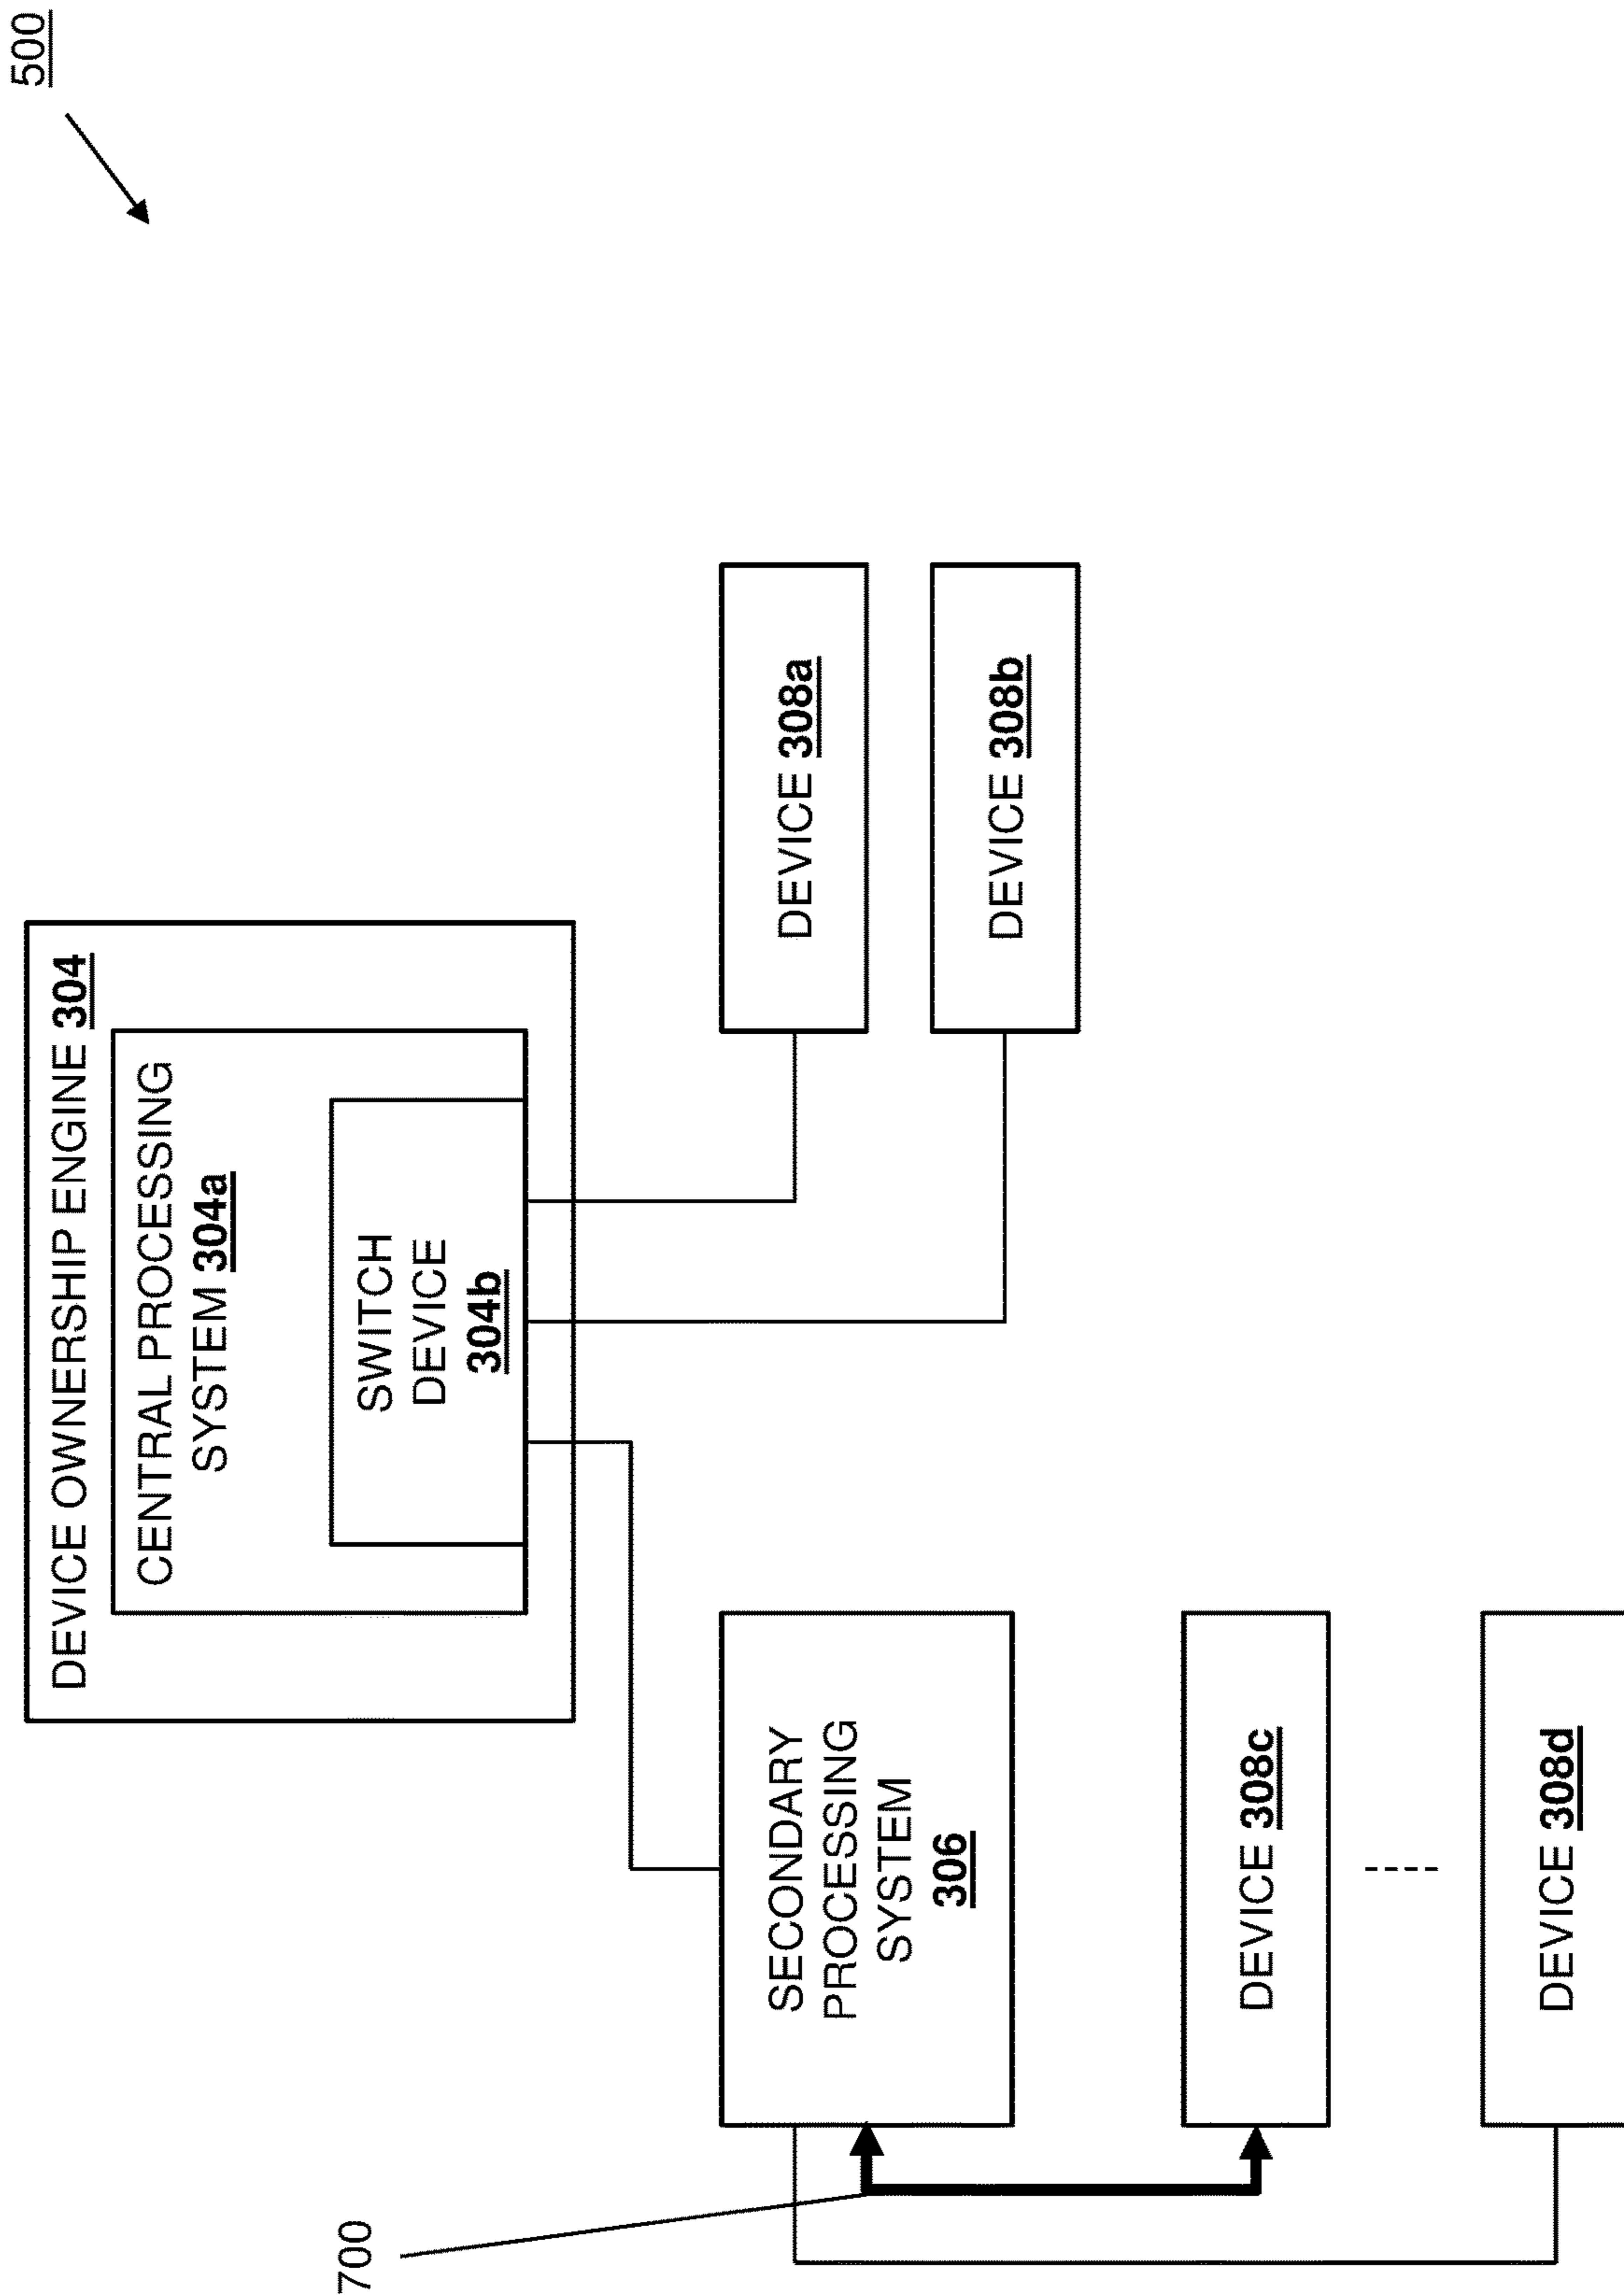 500
DEVICE OWNERSHIP ENGINE 304
CENTRAL PROCESSING
SYSTEM 304a
SWITCH
DEVICE
304b
SECONDARY
PROCESSING
SYSTEM
306
DEVICE 308a
DEVICE 308b
DEVICE 308c
DEVICE 308d
700